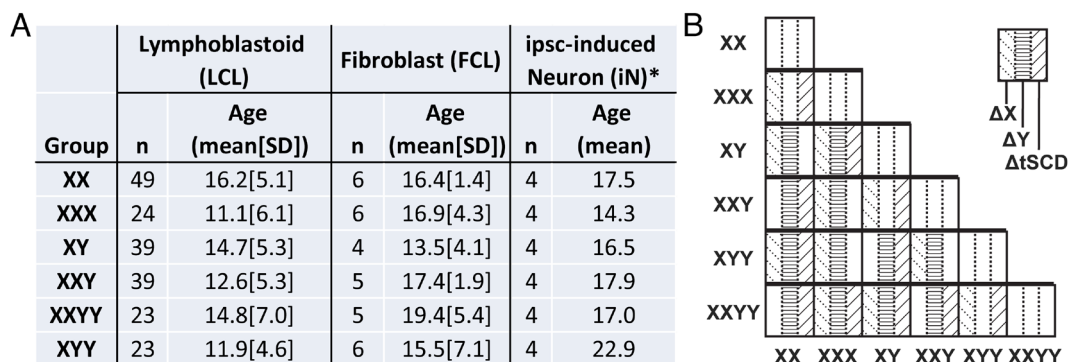 A
Lymphoblastoid (LCL) Fibroblast (FCL) ipsc-induced Neuron (iN)*
Group n Age (mean[SD]) n Age (mean[SD]) n Age (mean)
XX 49 16.2[5.1] 6 16.4[1.4] 4 17.5
XXX 24 11.1[6.1] 6 16.9[4.3] 4 14.3
XY 39 14.7[5.3] 4 13.5[4.1] 4 16.5
XXY 39 12.6[5.3] 5 17.4[1.9] 4 17.9
XXYY 23 14.8[7.0] 5 19.4[5.4] 4 17.0
XYY 23 11.9[4.6] 6 15.5[7.1] 4 22.9
B
XX
XXX
XY
XXY
XYY
XXYY
XX XXX XY XXY XYY XXYY
ΔX
ΔY
ΔtSCD